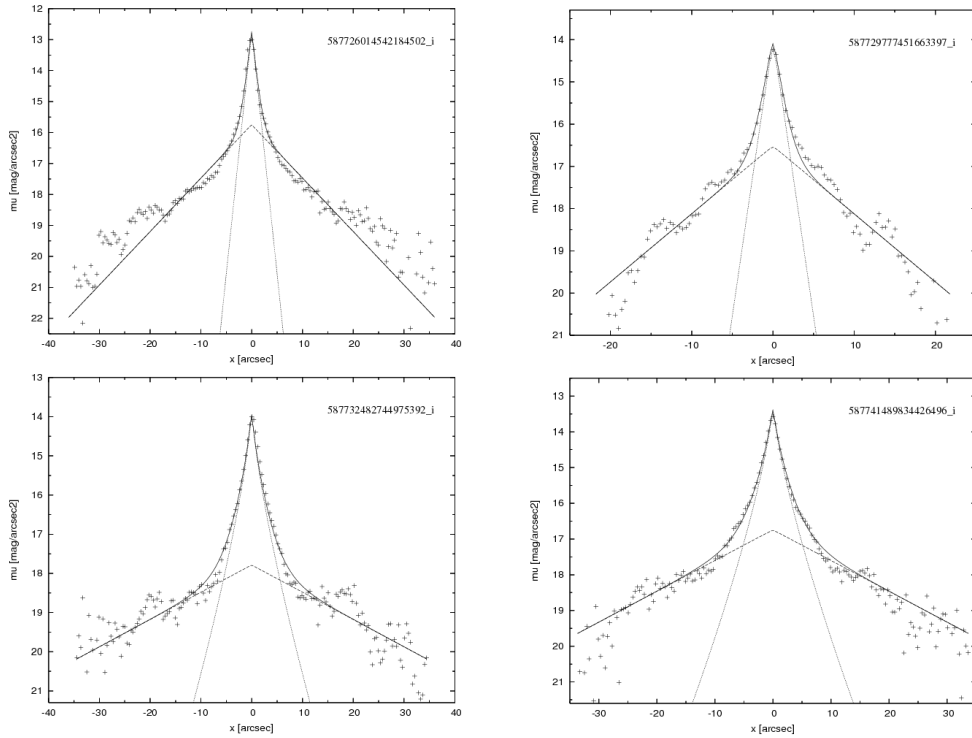 587726014542184502_i
mu [mag/arcsec2]
12
13
14
15
16
17
18
19
20
21
22
-40 -30 -20 -10 0 10 20 30 40
x [arcsec]
587729777451663397_i
mu [mag/arcsec2]
14
15
16
17
18
19
20
21
-20 -10 0 10 20
x [arcsec]
587732482744975392_i
mu [mag/arcsec2]
13
14
15
16
17
18
19
20
21
-40 -30 -20 -10 0 10 20 30 40
x [arcsec]
587741489834426496_i
mu [mag/arcsec2]
13
14
15
16
17
18
19
20
21
-30 -20 -10 0 10 20 30
x [arcsec]